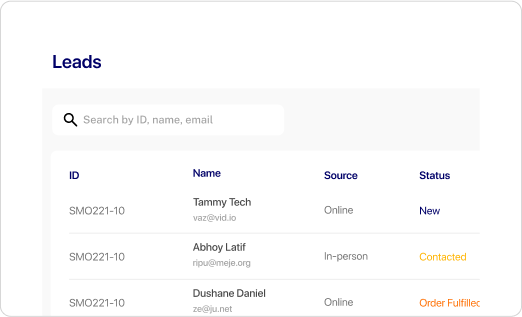 Leads
Search by ID, name, email
ID Name Source Status
SMO221-10 Tammy Tech Online New
vaz@vid.io
SMO221-10 Abhoy Latif In-person Contacted
ripu@meje.org
SMO221-10 Dushane Daniel Online Order Fulfilled
ze@ju.net